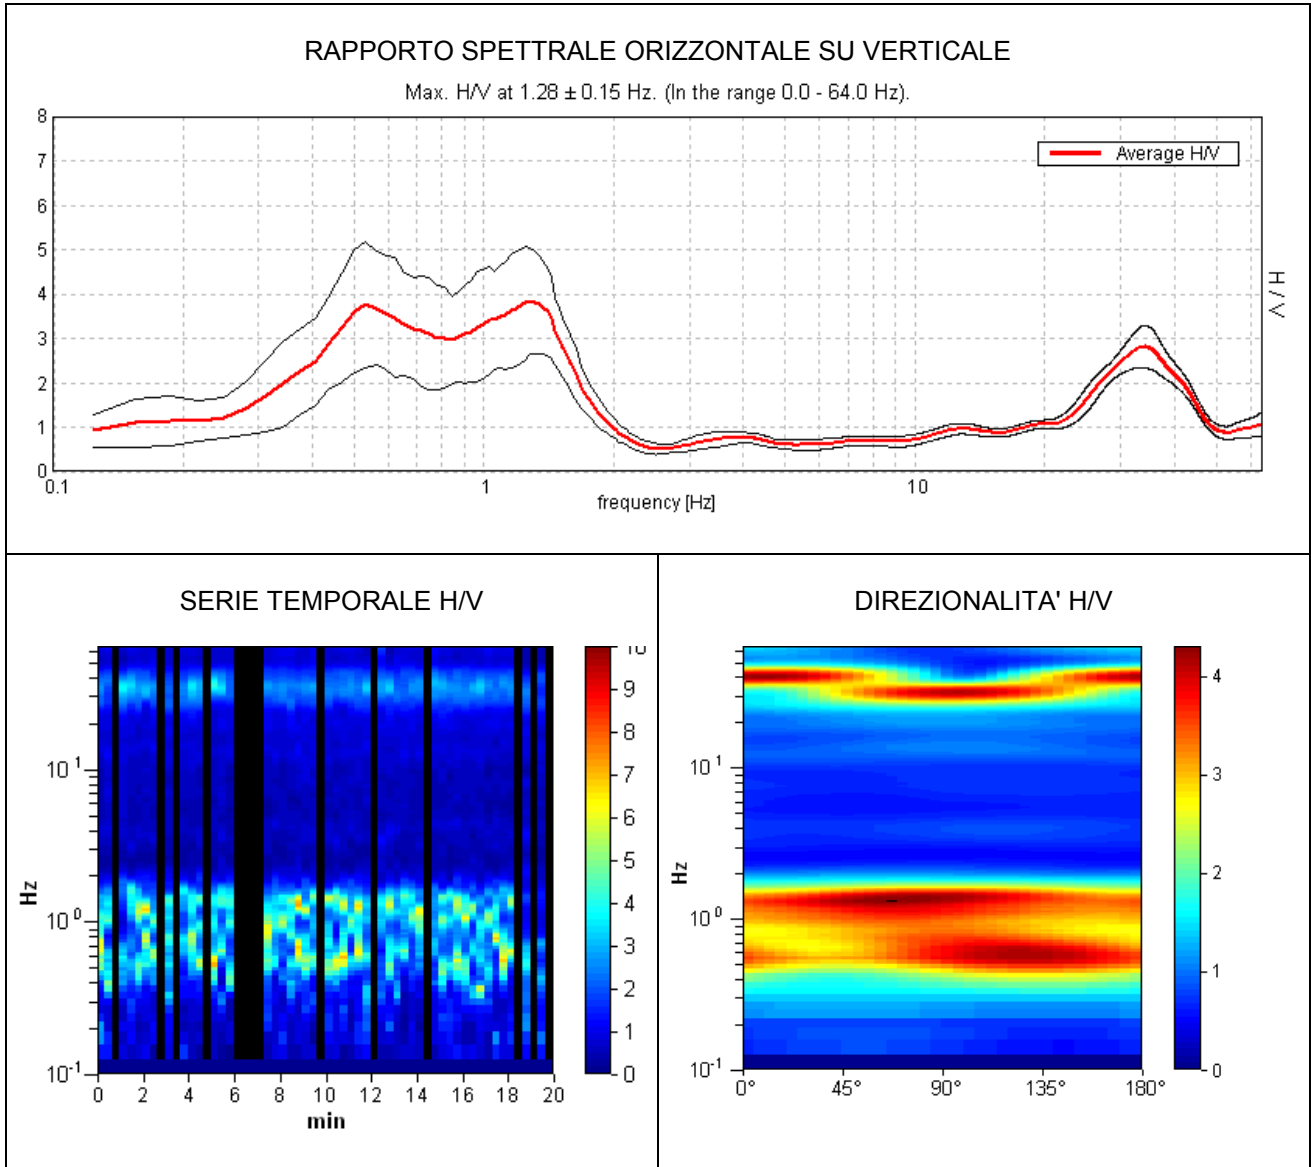 RAPPORTO SPETTRALE ORIZZONTALE SU VERTICALE
Max. H/V at 1.28 ± 0.15 Hz. (In the range 0.0 - 64.0 Hz).
8
7
6
5
4
3
2
1
0
Average H/V
H / V
0.1
1
10
frequency [Hz]
SERIE TEMPORALE H/V
Hz
10¹
10⁰
10⁻¹
0 2 4 6 8 10 12 14 16 18 20
min
10
9
8
7
6
5
4
3
2
1
0
DIREZIONALITA' H/V
Hz
10¹
10⁰
10⁻¹
0° 45° 90° 135° 180°
4
3
2
1
0